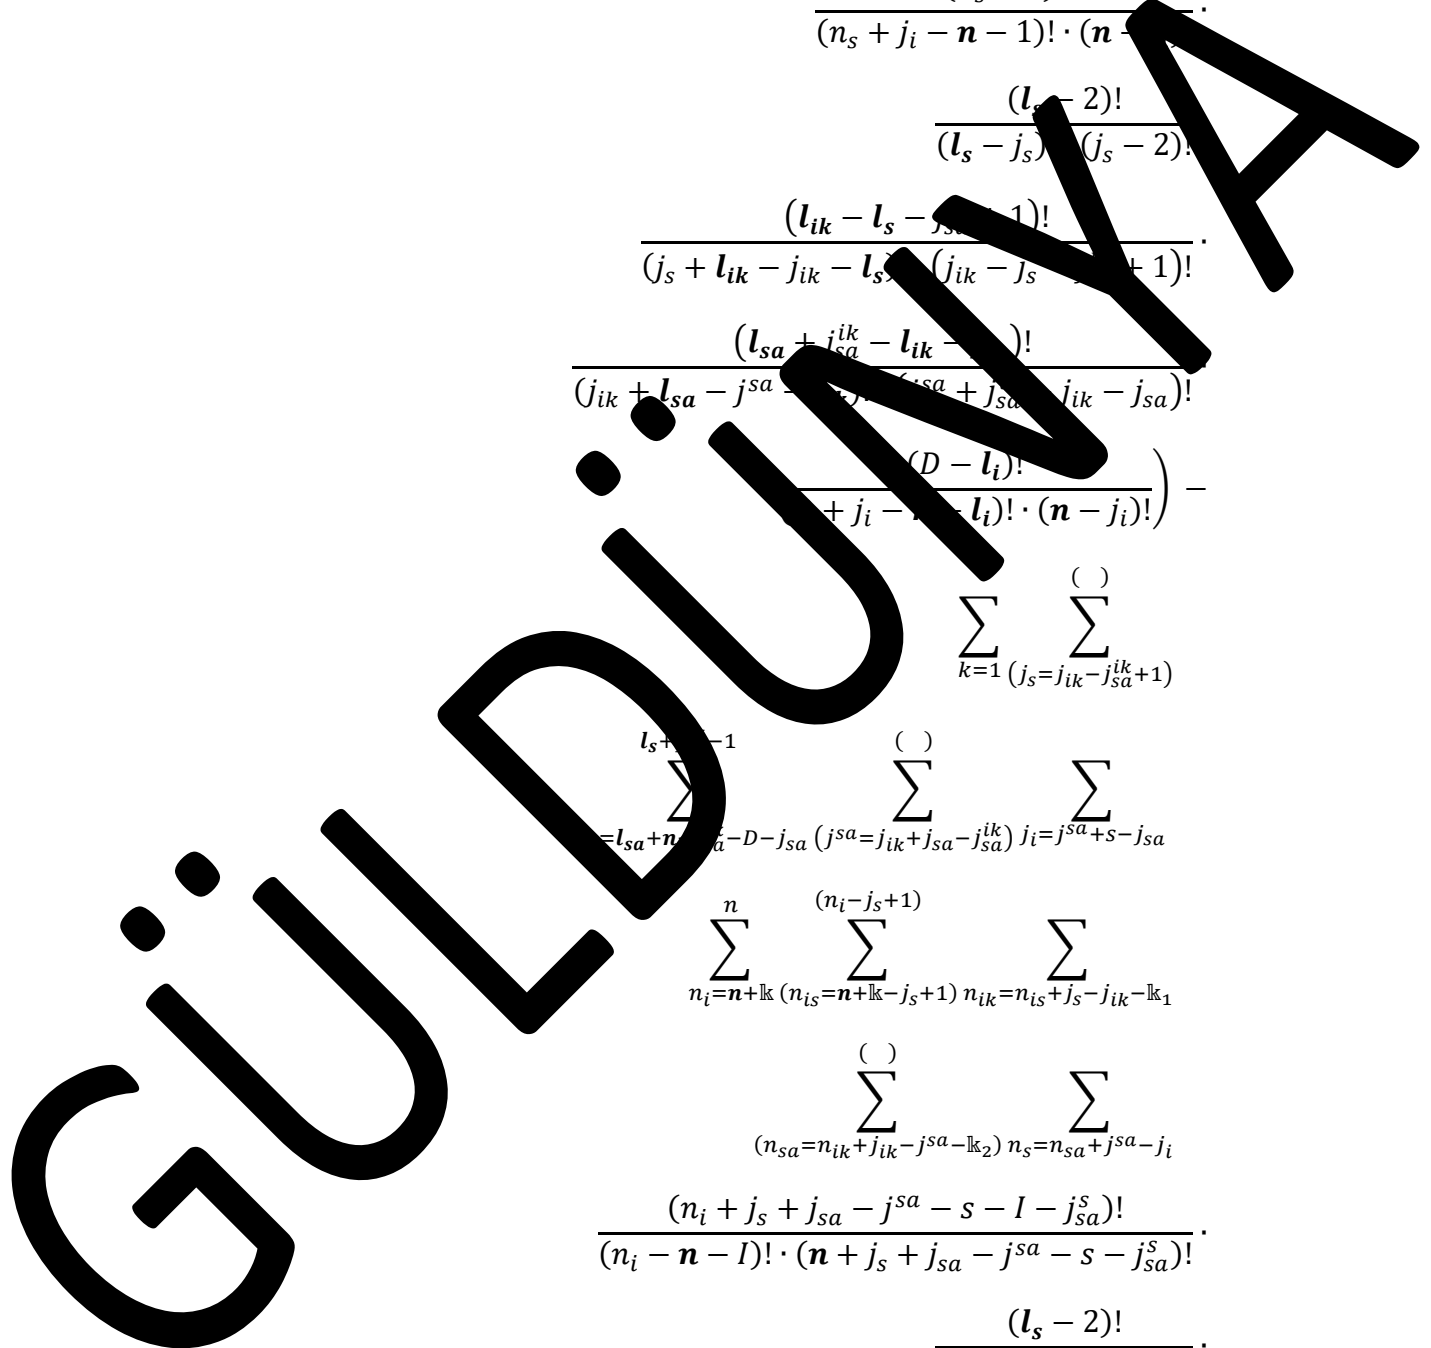 (n_s + j_i − n − 1)! · (n −
(l_s − 2)!
(l_s − j_s) (j_s − 2)!
(l_ik − l_s − 1)!
(j_s + l_ik − j_ik − l_s) (j_ik − j_s + 1)! ·
(l_sa + j_sa^ik − l_ik − )!
(j_ik + l_sa − j^sa − )! (j^sa + j_sa j_ik − j_sa)!
(D − l_i)!
+ j_i − − l_i)! · (n − j_i)! ) −
( )
∑ ∑
k=1 (j_s=j_ik−j_sa^ik+1)
l_s+ −1 ( )
∑ ∑ ∑
=l_sa+n −D−j_sa (j^sa=j_ik+j_sa−j_sa^ik) j_i=j^sa+s−j_sa
n (n_i−j_s+1)
∑ ∑ ∑
n_i=n+𝕜 (n_is=n+𝕜−j_s+1) n_ik=n_is+j_s−j_ik−𝕜_1
( )
∑ ∑
(n_sa=n_ik+j_ik−j^sa−𝕜_2) n_s=n_sa+j^sa−j_i
(n_i + j_s + j_sa − j^sa − s − I − j_sa^s)!
(n_i − n − I)! · (n + j_s + j_sa − j^sa − s − j_sa^s)! ·
(l_s − 2)!
GÜLDÜNYA